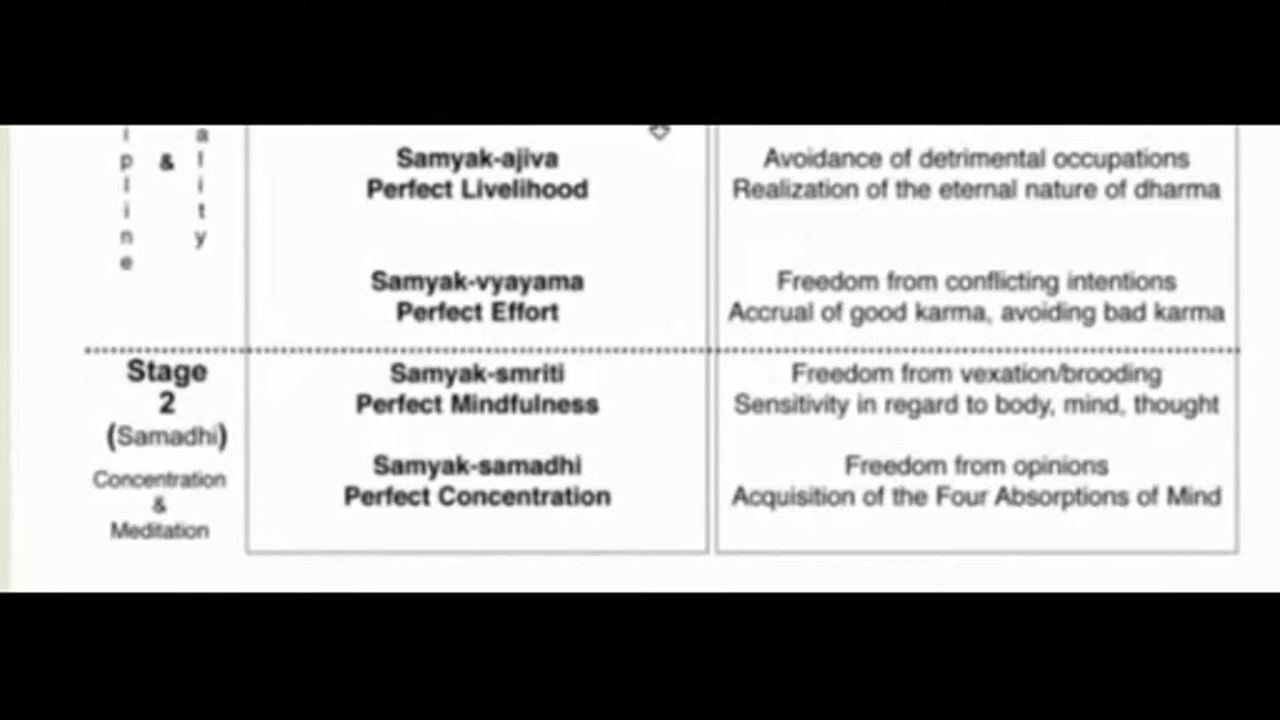 i a
p & l
l i
i t
n y
e
Samyak-ajiva
Perfect Livelihood
Avoidance of detrimental occupations
Realization of the eternal nature of dharma
Samyak-vyayama
Perfect Effort
Freedom from conflicting intentions
Accrual of good karma, avoiding bad karma
Stage
2
(Samadhi)
Concentration
&
Meditation
Samyak-smriti
Perfect Mindfulness
Freedom from vexation/brooding
Sensitivity in regard to body, mind, thought
Samyak-samadhi
Perfect Concentration
Freedom from opinions
Acquisition of the Four Absorptions of Mind